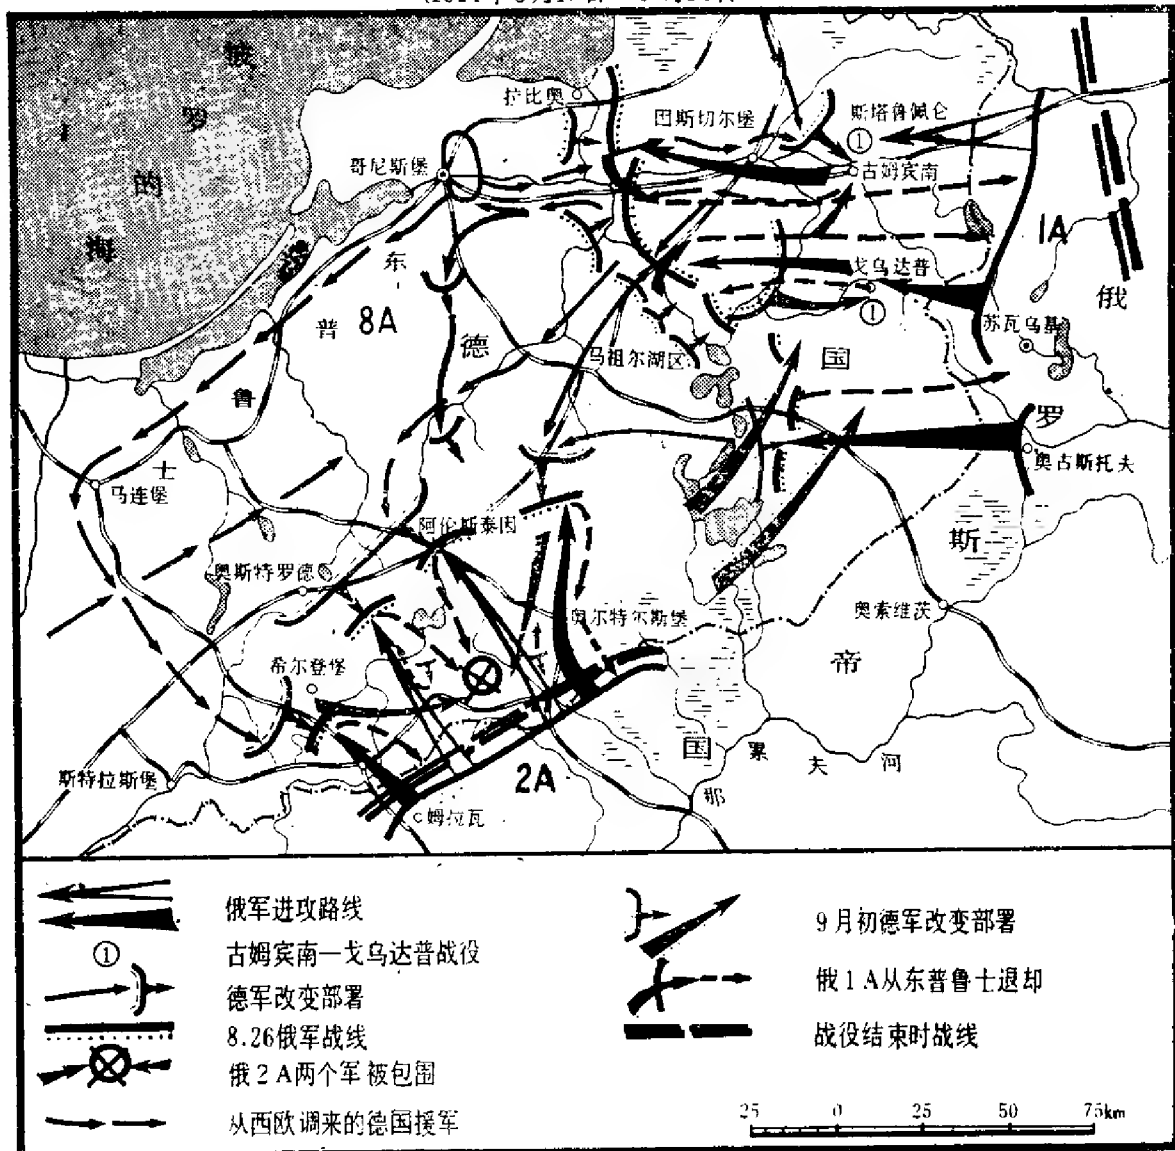 俄
罗
的
海
拉比奥
因斯切尔堡
斯塔鲁佩仑
①
哥尼斯堡
古姆宾南
1A
东
普
8A
德
戈乌达普
①
俄
苏瓦乌基
马祖尔湖区
国
鲁
罗
士
马连堡
奥古斯托夫
阿伦斯泰因
斯
奥斯特罗德
奥尔特尔斯堡
奥索维茨
希尔登堡
帝
国
累夫河
那
斯特拉斯堡
2A
姆拉瓦
俄军进攻路线
① 古姆宾南—戈乌达普战役
德军改变部署
8.26俄军战线
俄2A两个军被包围
从西欧调来的德国援军
9月初德军改变部署
俄1A从东普鲁士退却
战役结束时战线
25 0 25 50 75km